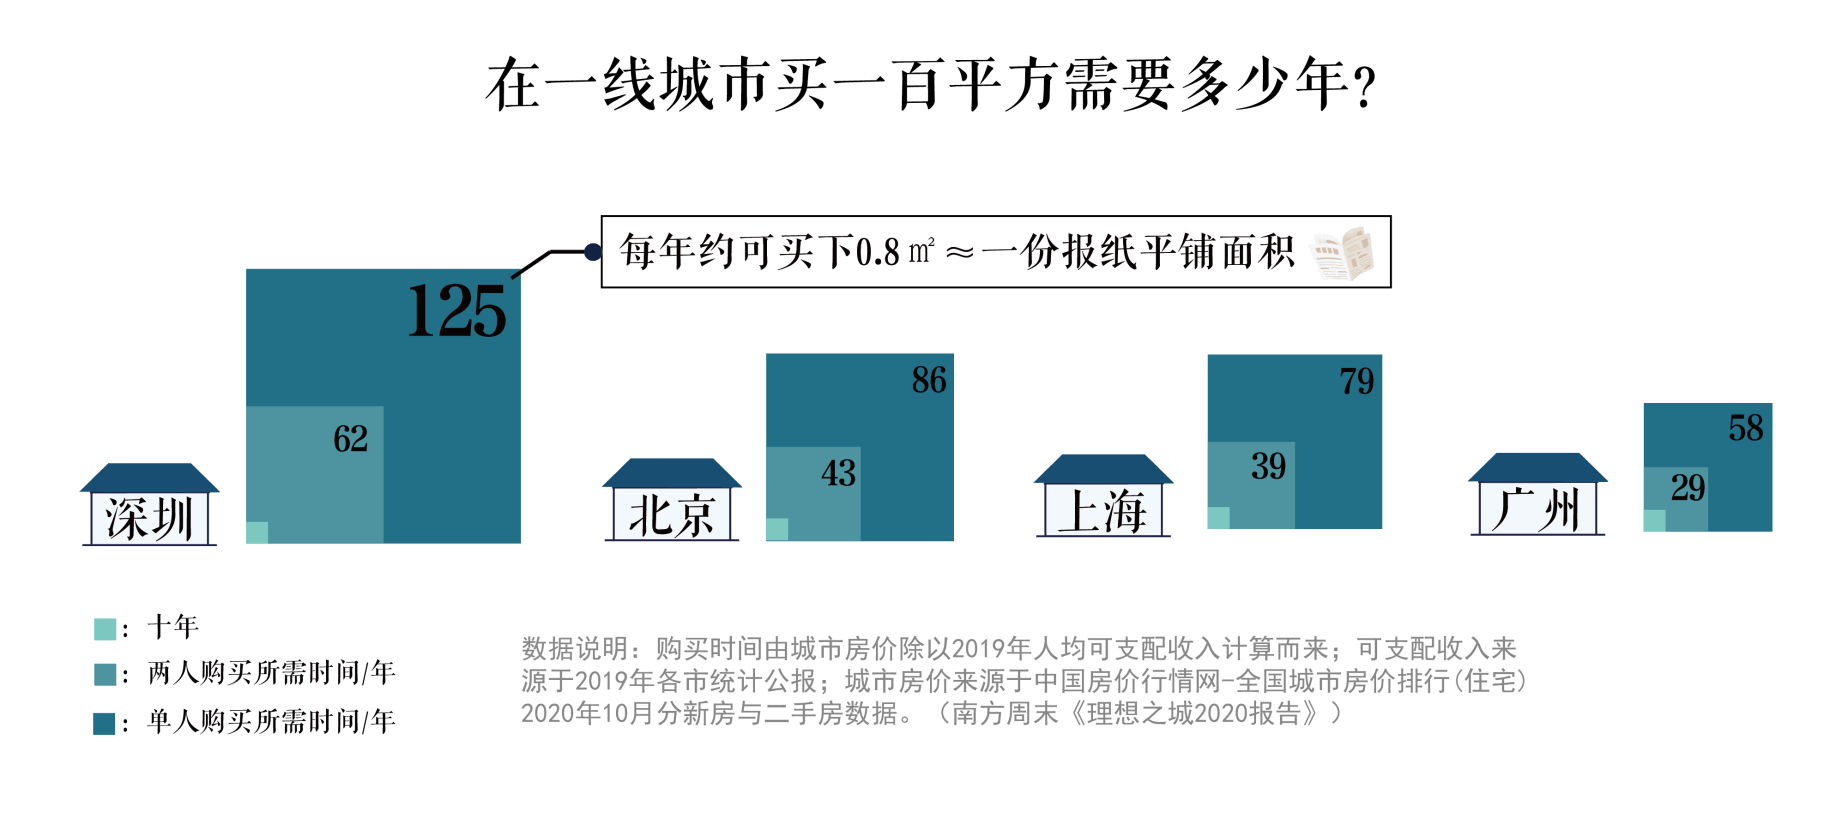 在一线城市买一百平方需要多少年?
每年约可买下0.8㎡≈一份报纸平铺面积
125
62
深圳
86
43
北京
79
39
上海
58
29
广州
：十年
：两人购买所需时间/年
：单人购买所需时间/年
数据说明：购买时间由城市房价除以2019年人均可支配收入计算而来；可支配收入来
源于2019年各市统计公报；城市房价来源于中国房价行情网-全国城市房价排行(住宅)
2020年10月分新房与二手房数据。（南方周末《理想之城2020报告》）